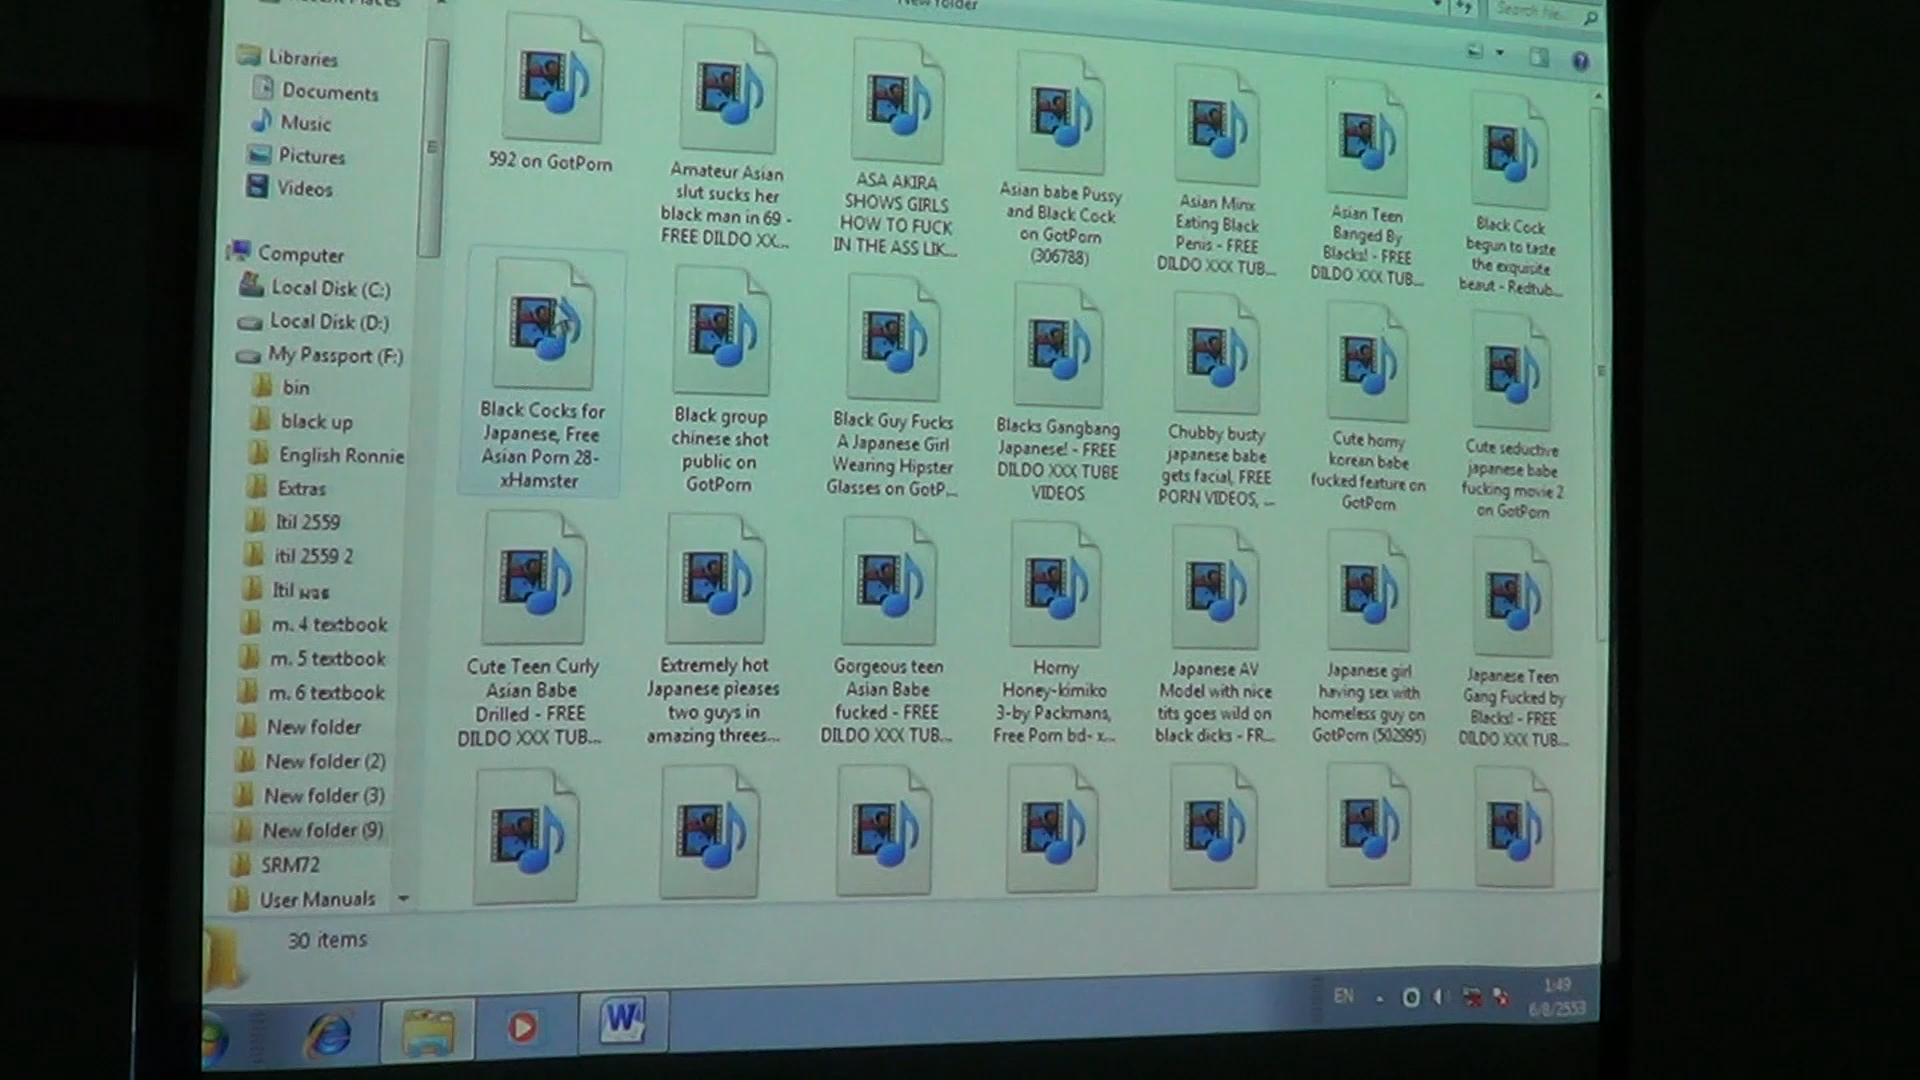 Recent Places
New folder
Search file...
Libraries
Documents
Music
Pictures
Videos
Computer
Local Disk (C:)
Local Disk (D:)
My Passport (F:)
bin
black up
English Ronnie
Extras
Itil 2559
itil 2559 2
Itil
m. 4 textbook
m. 5 textbook
m. 6 textbook
New folder
New folder (2)
New folder (3)
New folder (9)
SRM72
User Manuals
592 on GotPorn
Amateur Asian
slut sucks her
black man in 69 -
FREE DILDO XX...
ASA AKIRA
SHOWS GIRLS
HOW TO FUCK
IN THE ASS LIK...
Asian babe Pussy
and Black Cock
on GotPorn
(306788)
Asian Minx
Eating Black
Penis - FREE
DILDO XXX TUB...
Asian Teen
Banged By
Blacks! - FREE
DILDO XXX TUB...
Black Cock
begun to taste
the exquisite
beaut - Redtub...
Black Cocks for
Japanese, Free
Asian Porn 28-
xHamster
Black group
chinese shot
public on
GotPorn
Black Guy Fucks
A Japanese Girl
Wearing Hipster
Glasses on GotP...
Blacks Gangbang
Japanese! - FREE
DILDO XXX TUBE
VIDEOS
Chubby busty
japanese babe
gets facial, FREE
PORN VIDEOS, ...
Cute horny
korean babe
fucked feature on
GotPorn
Cute seductive
japanese babe
fucking movie 2
on GotPorn
Cute Teen Curly
Asian Babe
Drilled - FREE
DILDO XXX TUB...
Extremely hot
Japanese pleases
two guys in
amazing threes...
Gorgeous teen
Asian Babe
fucked - FREE
DILDO XXX TUB...
Horny
Honey-kimiko
3-by Packmans,
Free Porn bd- x...
Japanese AV
Model with nice
tits goes wild on
black dicks - FR...
Japanese girl
having sex with
homeless guy on
GotPorn (502995)
Japanese Teen
Gang Fucked by
Blacks! - FREE
DILDO XXX TUB...
30 items
EN
1:49
6/8/2553